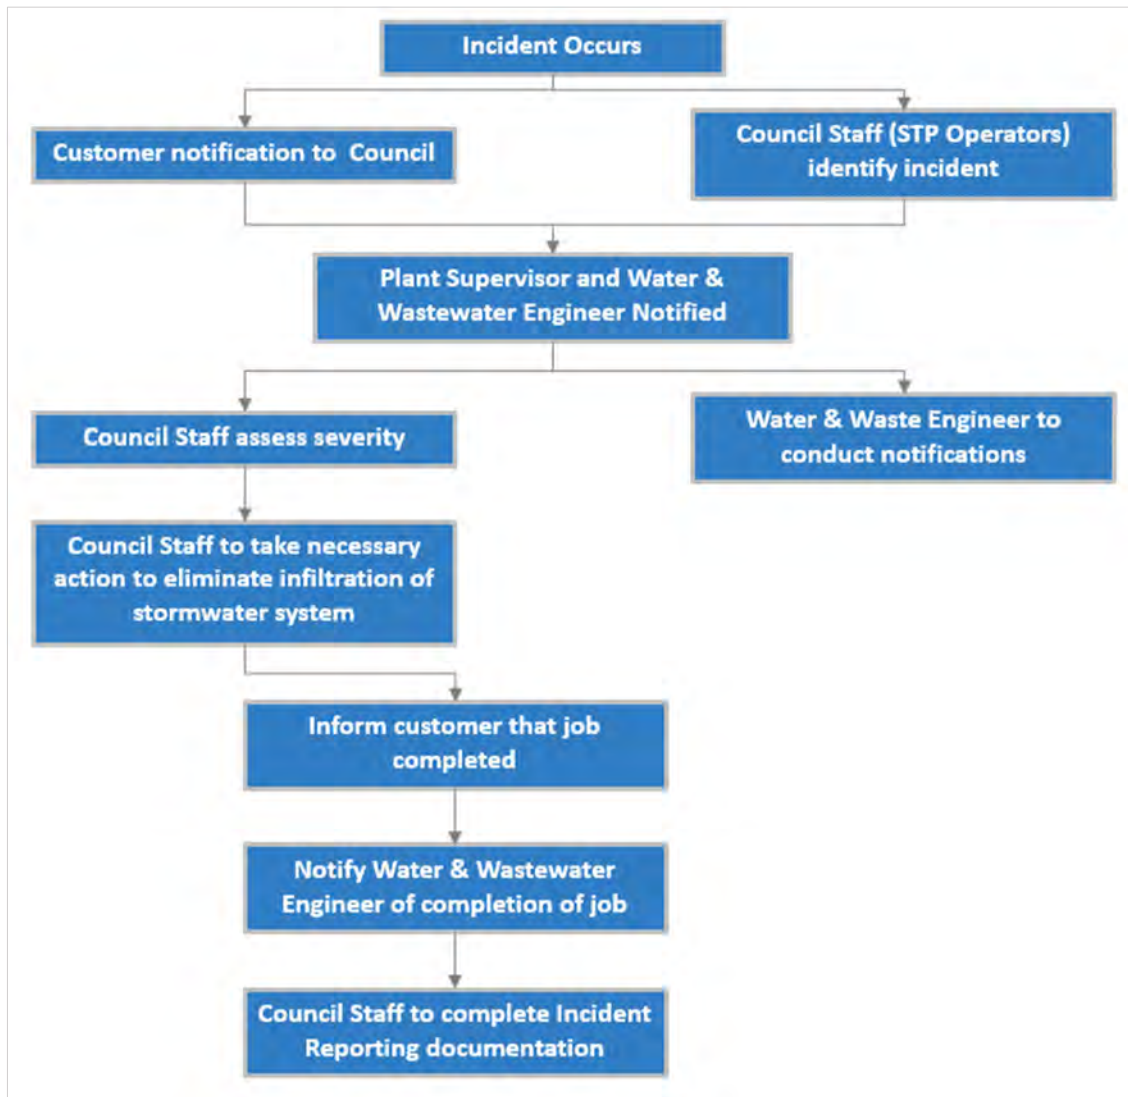 Incident Occurs
Customer notification to Council
Council Staff (STP Operators)
identify incident
Plant Supervisor and Water &
Wastewater Engineer Notified
Council Staff assess severity
Water & Waste Engineer to
conduct notifications
Council Staff to take necessary
action to eliminate infiltration of
stormwater system
Inform customer that job
completed
Notify Water & Wastewater
Engineer of completion of job
Council Staff to complete Incident
Reporting documentation